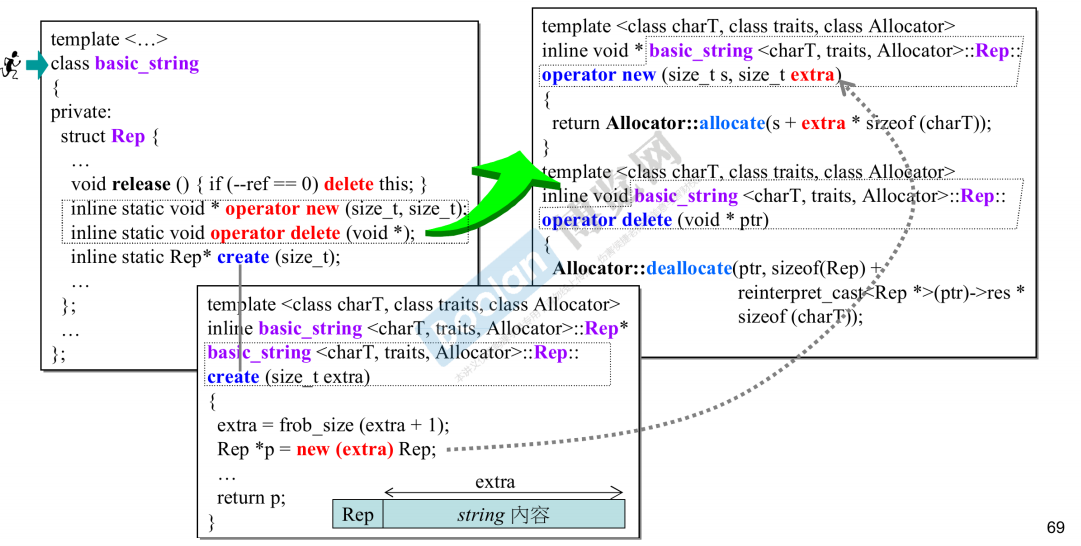 template <…>
class basic_string
{
private:
struct Rep {
…
void release () { if (--ref == 0) delete this; }
inline static void * operator new (size_t, size_t);
inline static void operator delete (void *);
inline static Rep* create (size_t);
…
};
…
};
template <class charT, class traits, class Allocator>
inline void * basic_string <charT, traits, Allocator>::Rep::
operator new (size_t s, size_t extra)
{
return Allocator::allocate(s + extra * sizeof (charT));
}
template <class charT, class traits, class Allocator>
inline void basic_string <charT, traits, Allocator>::Rep::
operator delete (void * ptr)
{
Allocator::deallocate(ptr, sizeof(Rep) +
reinterpret_cast<Rep *>(ptr)->res *
sizeof (charT));
}
template <class charT, class traits, class Allocator>
inline basic_string <charT, traits, Allocator>::Rep*
basic_string <charT, traits, Allocator>::Rep::
create (size_t extra)
{
extra = frob_size (extra + 1);
Rep *p = new (extra) Rep;
…
return p;
}
extra
Rep string 內容
boolan
69